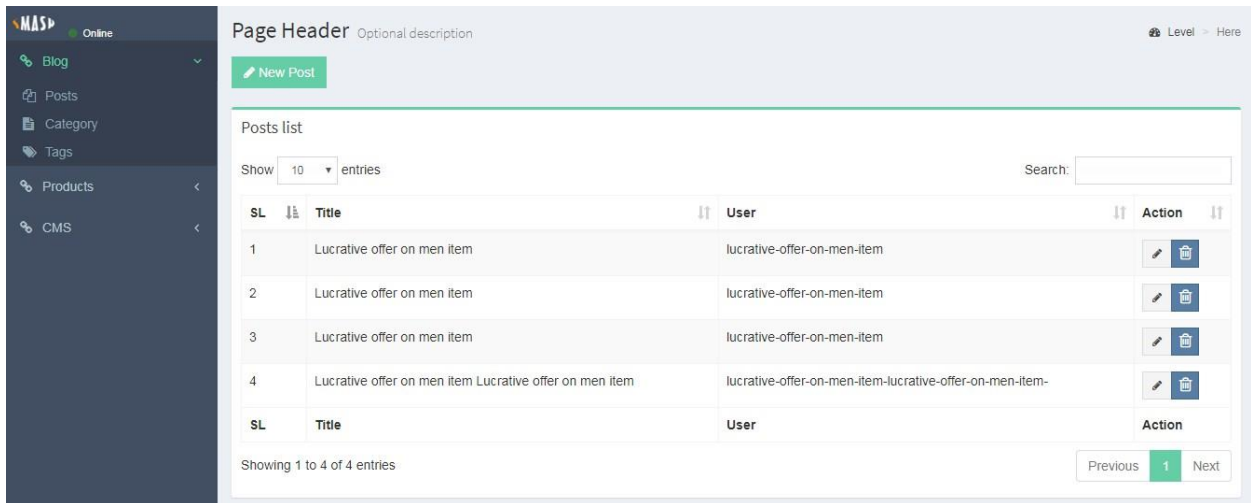 MASP
Online
Blog
Posts
Category
Tags
Products
CMS
Page Header Optional description
Level > Here
New Post
Posts list
Show 10 entries
Search:
SL Title User Action
1 Lucrative offer on men item lucrative-offer-on-men-item
2 Lucrative offer on men item lucrative-offer-on-men-item
3 Lucrative offer on men item lucrative-offer-on-men-item
4 Lucrative offer on men item Lucrative offer on men item lucrative-offer-on-men-item-lucrative-offer-on-men-item-
SL Title User Action
Showing 1 to 4 of 4 entries
Previous 1 Next